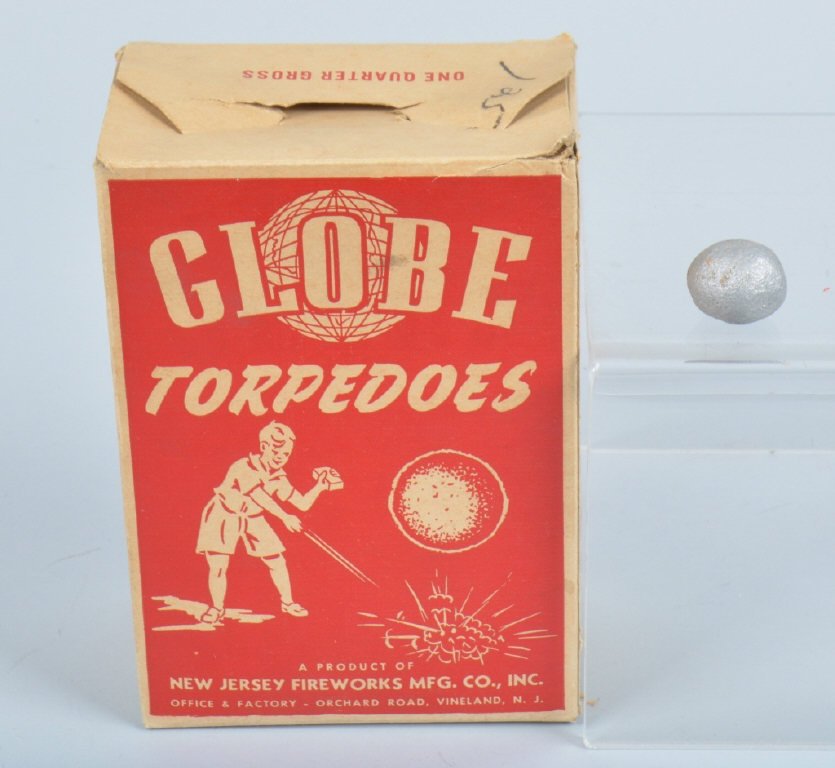 ONE QUARTER GROSS
GLOBE
TORPEDOES
A PRODUCT OF
NEW JERSEY FIREWORKS MFG. CO., INC.
OFFICE & FACTORY - ORCHARD ROAD, VINELAND, N. J.